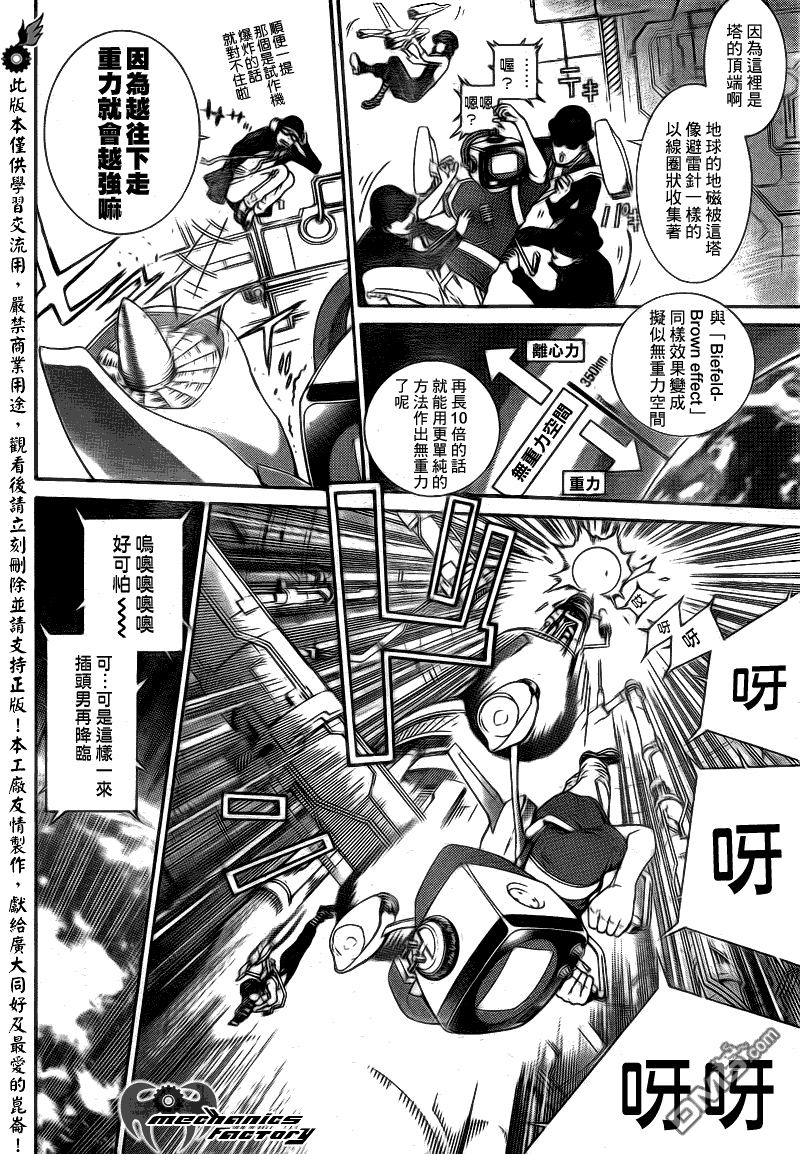 因為這裡是
塔的頂端啊
地球的地磁被這塔
像避雷針一樣的
以線圈狀收集著
喔?
嗯嗯?
順便一提
那個是試作機
爆炸的話
就對不住啦
因為越往下走
重力就會越強嘛
與「Biefeld-
Brown effect」
同樣效果變成
擬似無重力空間
離心力
350km
無重力空間
重力
再長10倍的話
就能用更單純的
方法作出無重力
了呢
哎
呀
呀
呀
呀
呀呀
嗚噢噢噢噢
好可怕~~
可…可是這樣一來
插頭男再降臨
此版本僅供學習交流用，嚴禁商業用途，觀看後請立刻刪除並請支持正版！本工廠友情製作，獻給廣大同好及最愛的崑崙！
mechanics
Factory
DM5.com